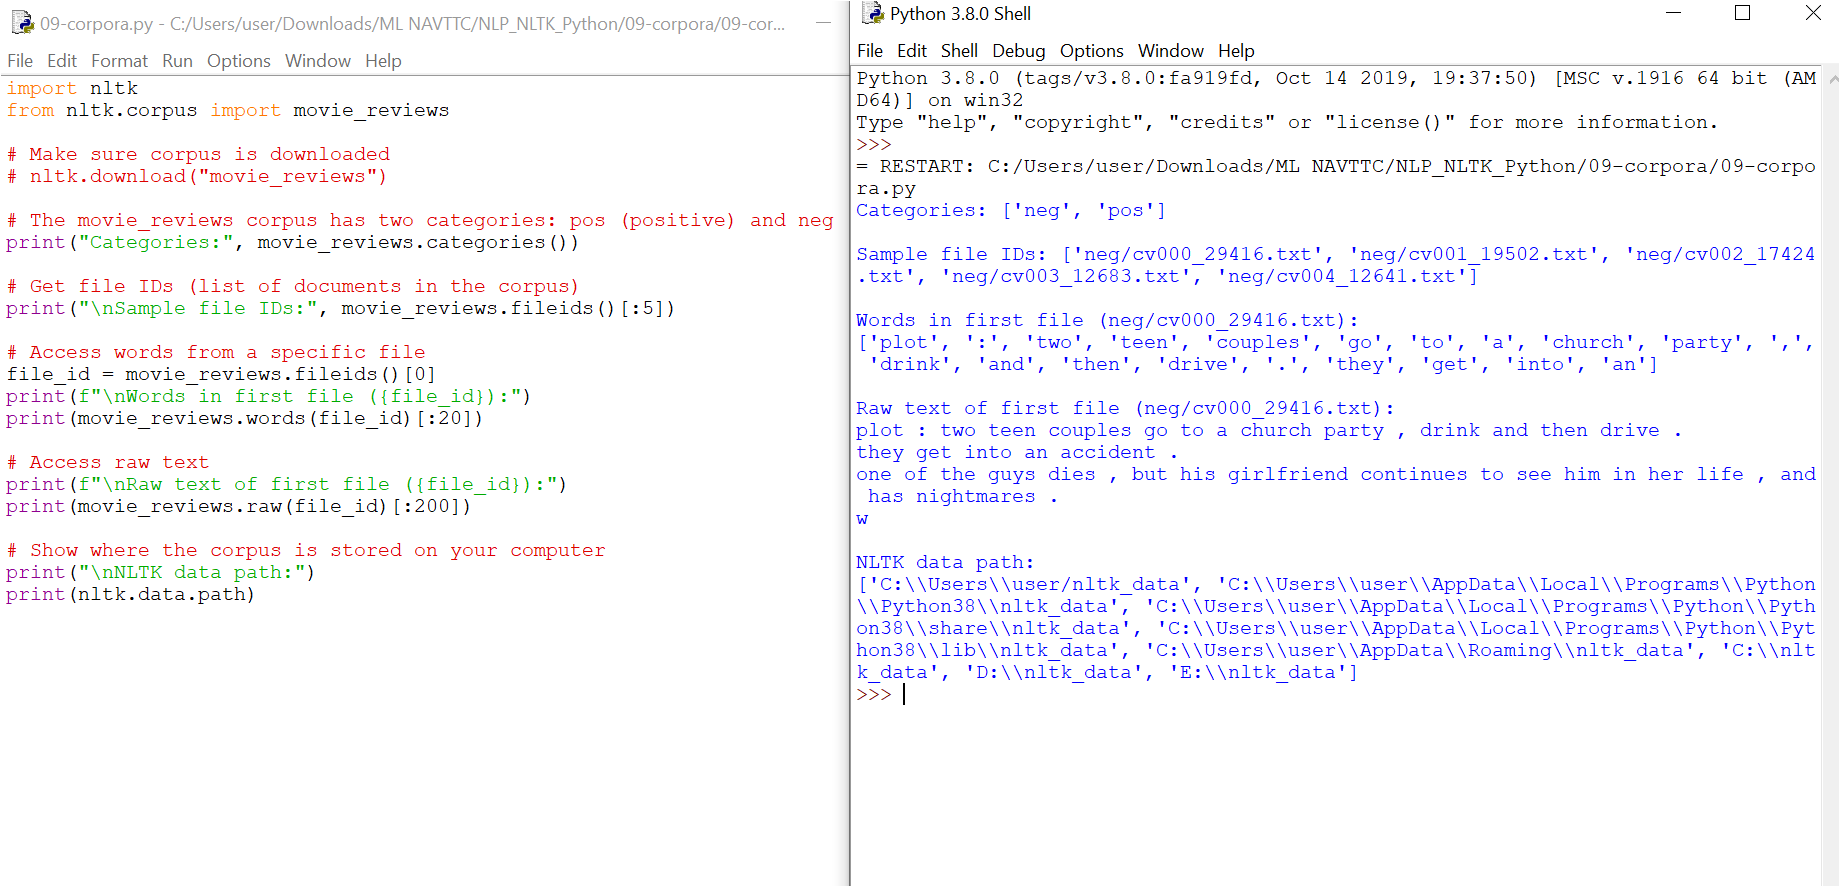 09-corpora.py - C:/Users/user/Downloads/ML NAVTTC/NLP_NLTK_Python/09-corpora/09-cor...
File Edit Format Run Options Window Help
import nltk
from nltk.corpus import movie_reviews

# Make sure corpus is downloaded
# nltk.download("movie_reviews")

# The movie_reviews corpus has two categories: pos (positive) and neg
print("Categories:", movie_reviews.categories())

# Get file IDs (list of documents in the corpus)
print("\nSample file IDs:", movie_reviews.fileids()[:5])

# Access words from a specific file
file_id = movie_reviews.fileids()[0]
print(f"\nWords in first file ({file_id}):")
print(movie_reviews.words(file_id)[:20])

# Access raw text
print(f"\nRaw text of first file ({file_id}):")
print(movie_reviews.raw(file_id)[:200])

# Show where the corpus is stored on your computer
print("\nNLTK data path:")
print(nltk.data.path)

Python 3.8.0 Shell
File Edit Shell Debug Options Window Help
Python 3.8.0 (tags/v3.8.0:fa919fd, Oct 14 2019, 19:37:50) [MSC v.1916 64 bit (AM
D64)] on win32
Type "help", "copyright", "credits" or "license()" for more information.
>>>
= RESTART: C:/Users/user/Downloads/ML NAVTTC/NLP_NLTK_Python/09-corpora/09-corpo
ra.py
Categories: ['neg', 'pos']

Sample file IDs: ['neg/cv000_29416.txt', 'neg/cv001_19502.txt', 'neg/cv002_17424
.txt', 'neg/cv003_12683.txt', 'neg/cv004_12641.txt']

Words in first file (neg/cv000_29416.txt):
['plot', ':', 'two', 'teen', 'couples', 'go', 'to', 'a', 'church', 'party', ',',
 'drink', 'and', 'then', 'drive', '.', 'they', 'get', 'into', 'an']

Raw text of first file (neg/cv000_29416.txt):
plot : two teen couples go to a church party , drink and then drive .
they get into an accident .
one of the guys dies , but his girlfriend continues to see him in her life , and
 has nightmares .
w

NLTK data path:
['C:\\Users\\user/nltk_data', 'C:\\Users\\user\\AppData\\Local\\Programs\\Python
\\Python38\\nltk_data', 'C:\\Users\\user\\AppData\\Local\\Programs\\Python\\Pyth
on38\\share\\nltk_data', 'C:\\Users\\user\\AppData\\Local\\Programs\\Python\\Pyt
hon38\\lib\\nltk_data', 'C:\\Users\\user\\AppData\\Roaming\\nltk_data', 'C:\\nlt
k_data', 'D:\\nltk_data', 'E:\\nltk_data']
>>>